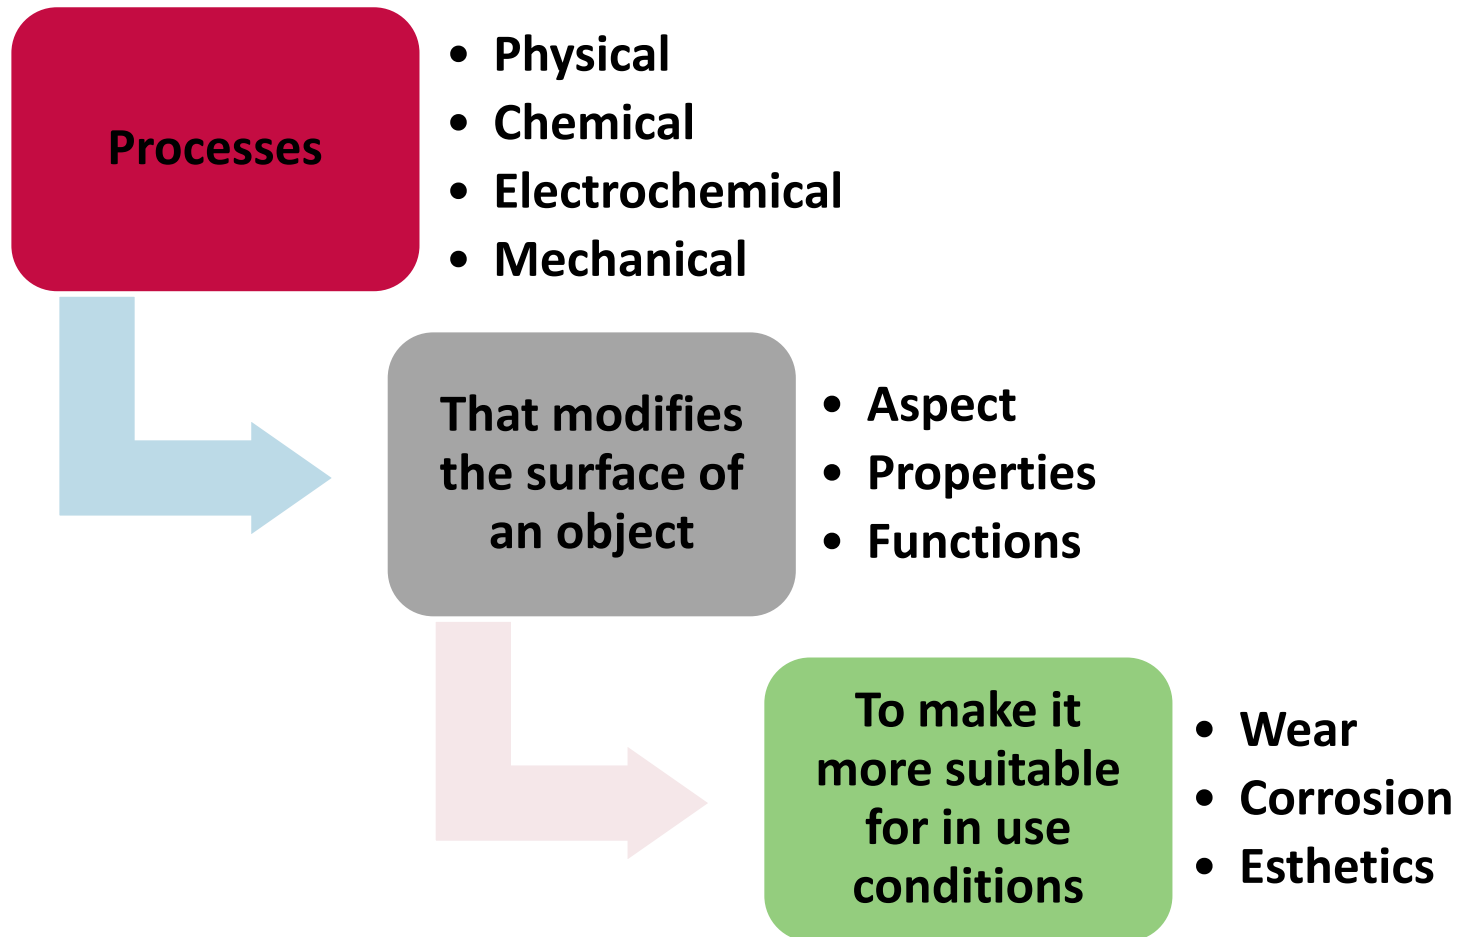 Processes
• Physical
• Chemical
• Electrochemical
• Mechanical
That modifies
the surface of
an object
• Aspect
• Properties
• Functions
To make it
more suitable
for in use
conditions
• Wear
• Corrosion
• Esthetics